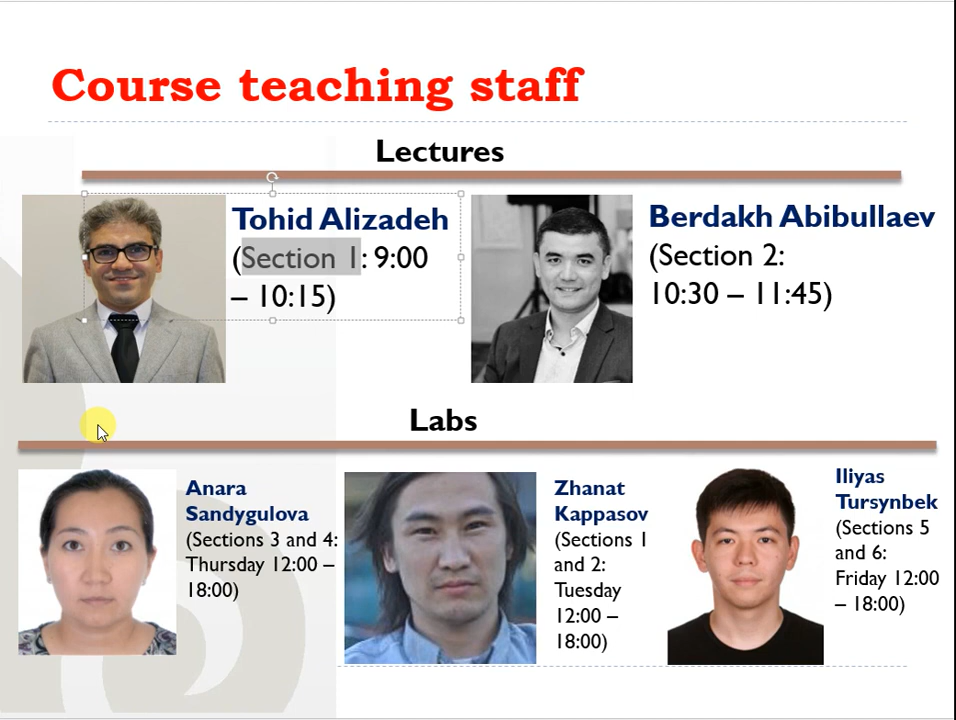 Course teaching staff
Lectures
Tohid Alizadeh
(Section 1: 9:00
– 10:15)
Berdakh Abibullaev
(Section 2:
10:30 – 11:45)
Labs
Anara
Sandygulova
(Sections 3 and 4:
Thursday 12:00 –
18:00)
Zhanat
Kappasov
(Sections 1
and 2:
Tuesday
12:00 –
18:00)
Iliyas
Tursynbek
(Sections 5
and 6:
Friday 12:00
– 18:00)